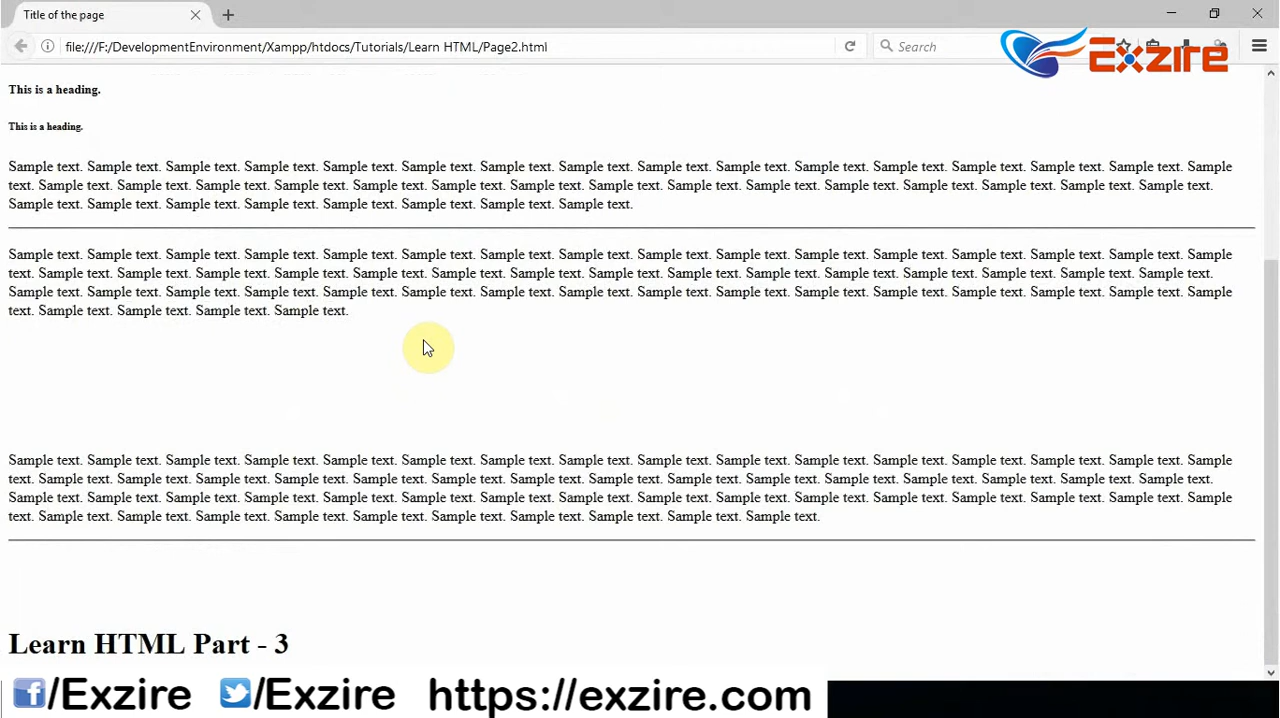 Title of the page
file:///F:/DevelopmentEnvironment/Xampp/htdocs/Tutorials/Learn HTML/Page2.html
Search
Exzire
This is a heading.
This is a heading.
Sample text. Sample text. Sample text. Sample text. Sample text. Sample text. Sample text. Sample text. Sample text. Sample text. Sample text. Sample text. Sample text. Sample text. Sample text. Sample
text. Sample text. Sample text. Sample text. Sample text. Sample text. Sample text. Sample text. Sample text. Sample text. Sample text. Sample text. Sample text. Sample text. Sample text. Sample text.
Sample text. Sample text. Sample text. Sample text. Sample text. Sample text. Sample text. Sample text.
Sample text. Sample text. Sample text. Sample text. Sample text. Sample text. Sample text. Sample text. Sample text. Sample text. Sample text. Sample text. Sample text. Sample text. Sample text. Sample
text. Sample text. Sample text. Sample text. Sample text. Sample text. Sample text. Sample text. Sample text. Sample text. Sample text. Sample text. Sample text. Sample text. Sample text. Sample text.
Sample text. Sample text. Sample text. Sample text. Sample text. Sample text. Sample text. Sample text. Sample text. Sample text. Sample text. Sample text. Sample text. Sample text. Sample text. Sample
text. Sample text. Sample text. Sample text. Sample text.
Sample text. Sample text. Sample text. Sample text. Sample text. Sample text. Sample text. Sample text. Sample text. Sample text. Sample text. Sample text. Sample text. Sample text. Sample text. Sample
text. Sample text. Sample text. Sample text. Sample text. Sample text. Sample text. Sample text. Sample text. Sample text. Sample text. Sample text. Sample text. Sample text. Sample text. Sample text.
Sample text. Sample text. Sample text. Sample text. Sample text. Sample text. Sample text. Sample text. Sample text. Sample text. Sample text. Sample text. Sample text. Sample text. Sample text. Sample
text. Sample text. Sample text. Sample text. Sample text. Sample text. Sample text. Sample text. Sample text. Sample text. Sample text.
Learn HTML Part - 3
/Exzire /Exzire https://exzire.com